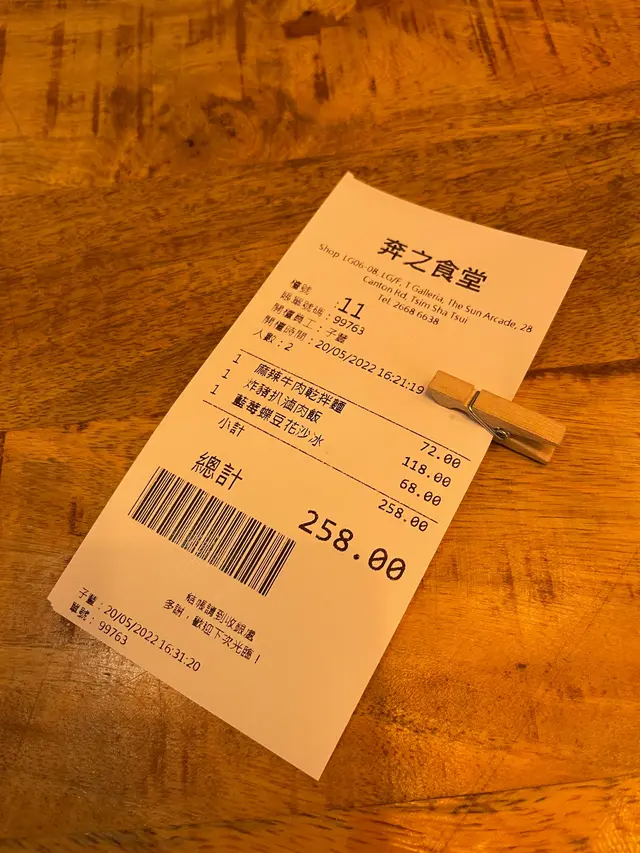 奔之食堂
Shop LG06-08, LG/F, 1 Galleria, The Sun Arcade, 28
Canton Rd, Tsim Sha Tsui
Tel. 2668 6638
檯號 :11
賬單號碼 : 99763
開檯員工 : 子螢
開檯時間 : 20/05/2022 16:21:19
人數 : 2
1 麻辣牛肉乾拌麵 72.00
1 炸豬扒滷肉飯 118.00
1 藍莓蝶豆花沙冰 68.00
小計 258.00
總計 258.00
結帳請到收銀處
多謝，歡迎下次光臨！
子螢 : 20/05/2022 16:31:20
單號 : 99763